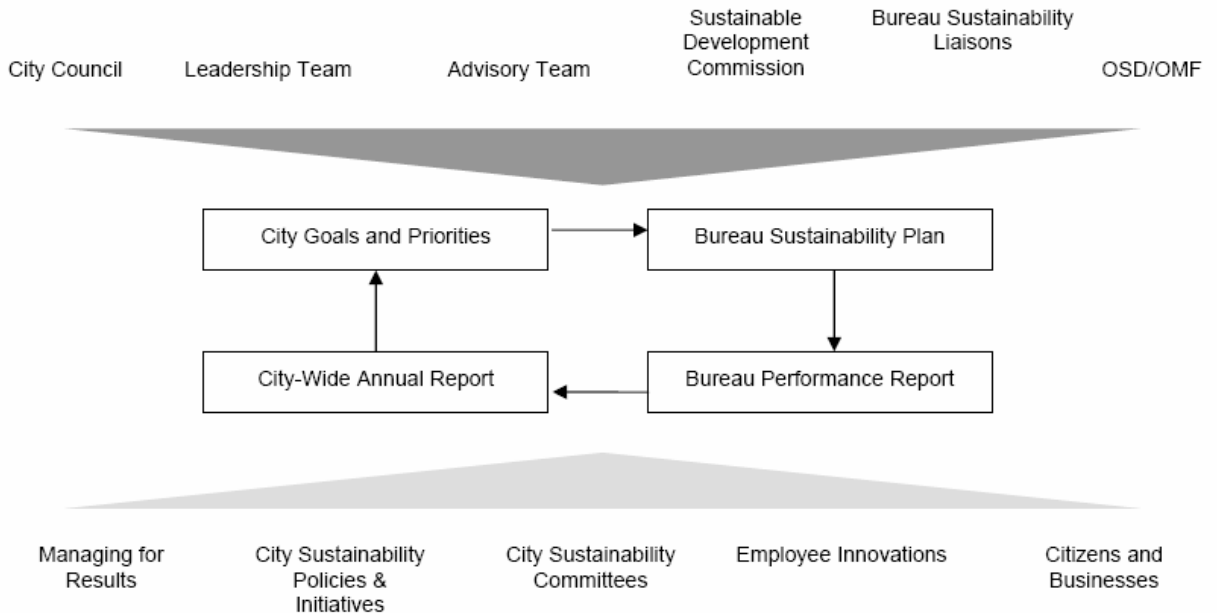 City Council
Leadership Team
Advisory Team
Sustainable
Development
Commission
Bureau Sustainability
Liaisons
OSD/OMF
City Goals and Priorities
Bureau Sustainability Plan
City-Wide Annual Report
Bureau Performance Report
Managing for
Results
City Sustainability
Policies &
Initiatives
City Sustainability
Committees
Employee Innovations
Citizens and
Businesses